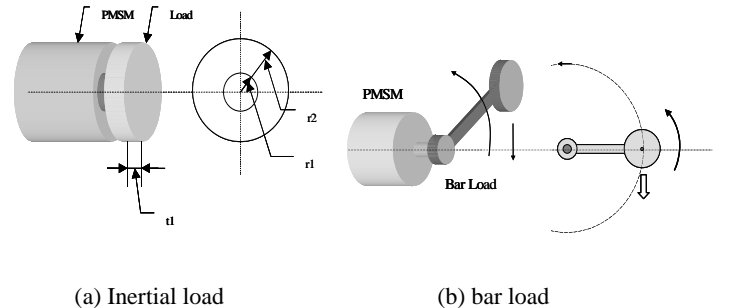 PMSM Load
r2
r1
t1
PMSM
Bar Load
(a) Inertial load
(b) bar load